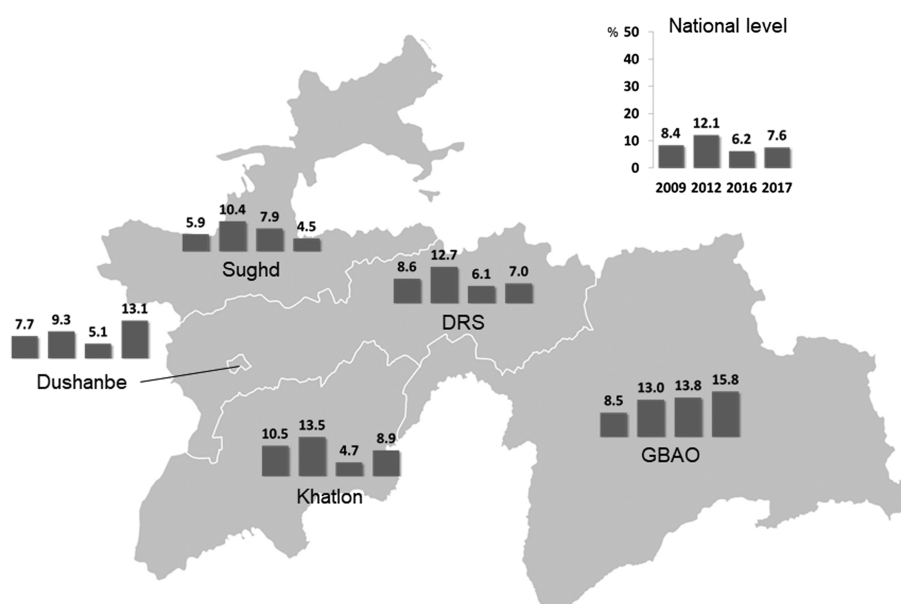 National level
% 50
40
30
20
10
0
8.4 12.1 6.2 7.6
2009 2012 2016 2017
5.9 10.4 7.9 4.5
Sughd
8.6 12.7 6.1 7.0
DRS
7.7 9.3 5.1 13.1
Dushanbe
10.5 13.5 4.7 8.9
Khatlon
8.5 13.0 13.8 15.8
GBAO